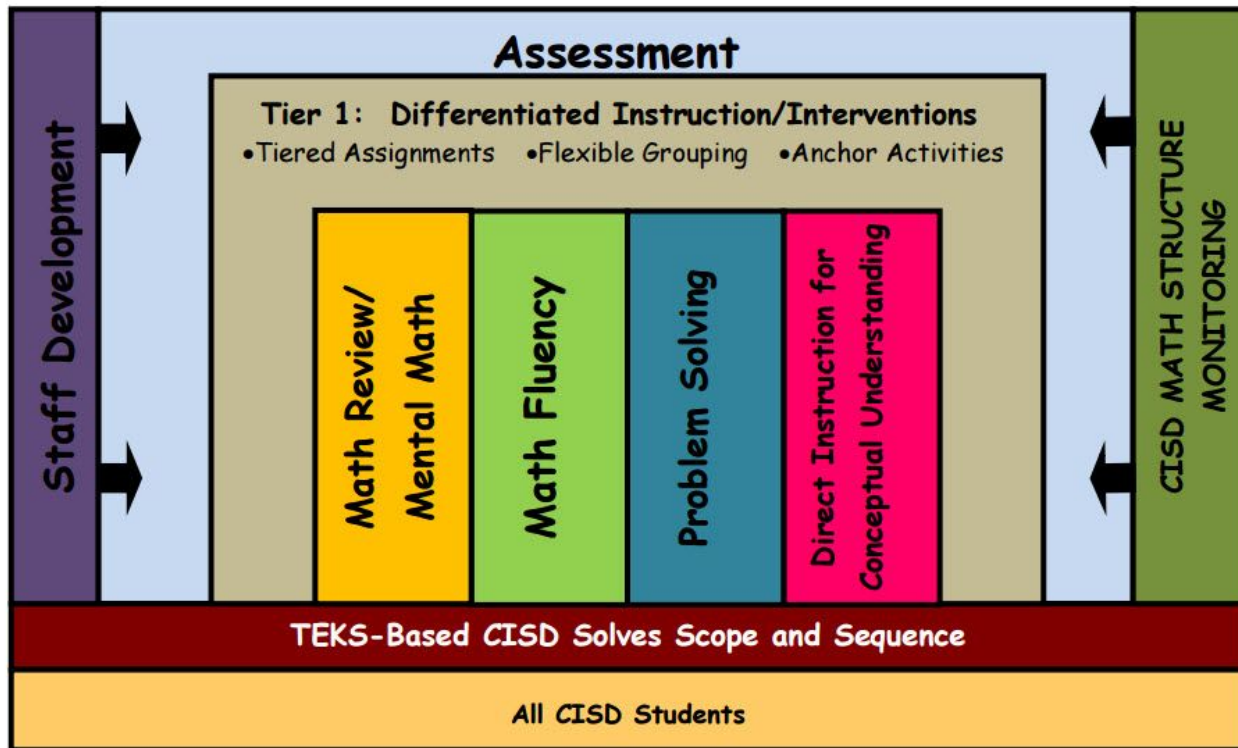 Assessment
Tier 1: Differentiated Instruction/Interventions
•Tiered Assignments •Flexible Grouping •Anchor Activities
Staff Development
Math Review/
Mental Math
Math Fluency
Problem Solving
Direct Instruction for
Conceptual Understanding
CISD MATH STRUCTURE
MONITORING
TEKS-Based CISD Solves Scope and Sequence
All CISD Students